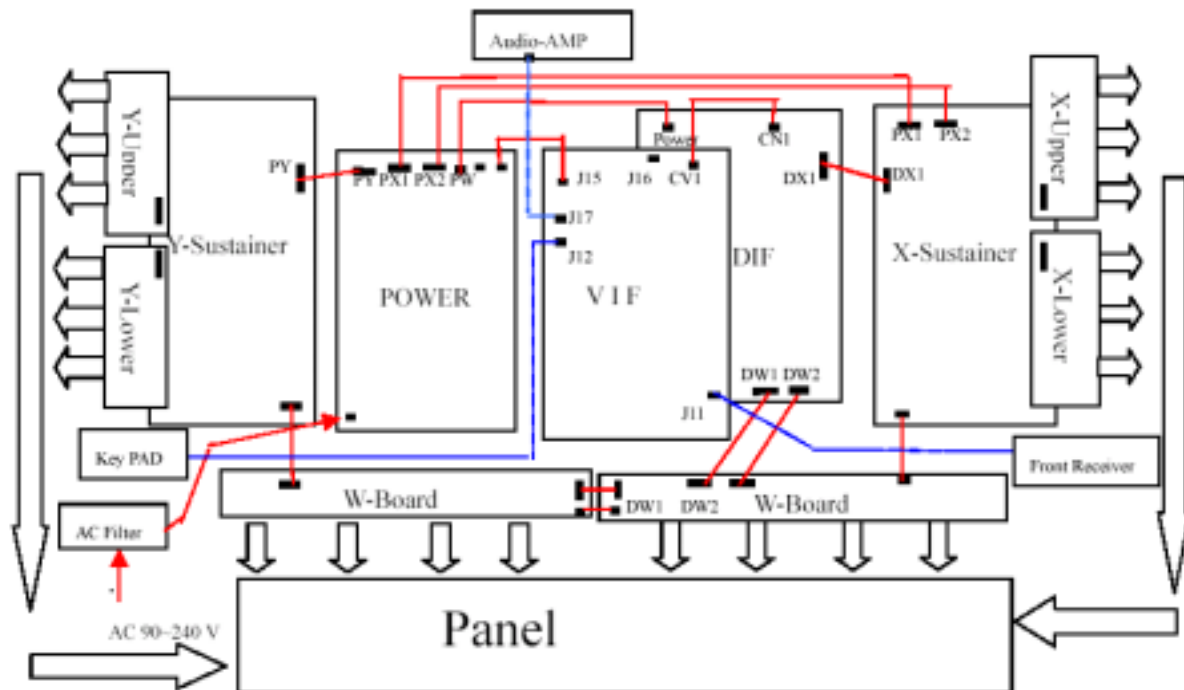 Audio-AMP
Y-Upper
X-Upper
PX1
PX2
Power
CN1
PY
PY
PX1
PX2
PW
J15
J16
CV1
DX1
DX1
J17
J12
Y-Sustainer
DIF
X-Sustainer
POWER
V I F
Y-Lower
X-Lower
DW1
DW2
J11
Key PAD
Front Receiver
W-Board
DW1
DW2
W-Board
AC Filter
Panel
AC 90~240 V